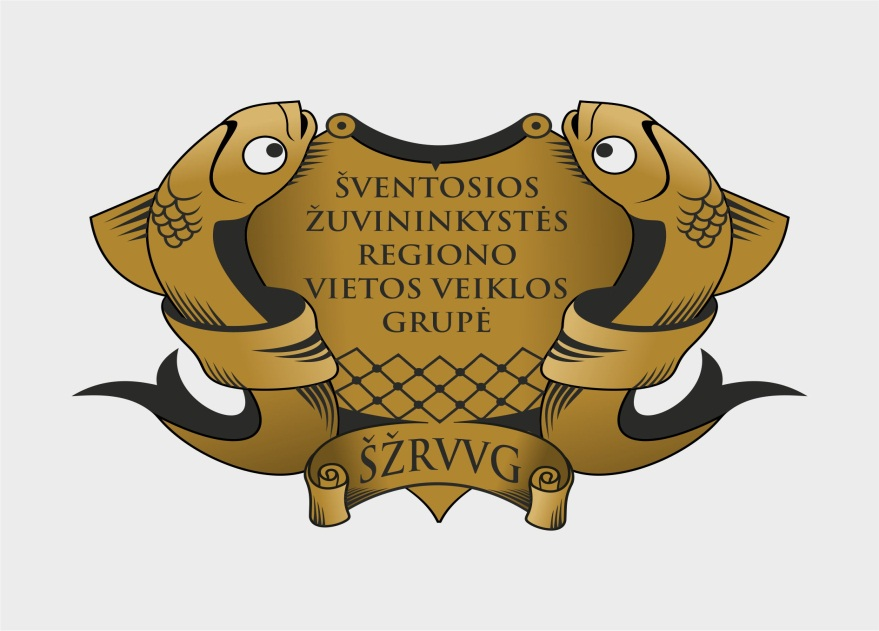 ŠVENTOSIOS
ŽUVININKYSTĖS
REGIONO
VIETOS VEIKLOS
GRUPĖ
ŠŽRVVG